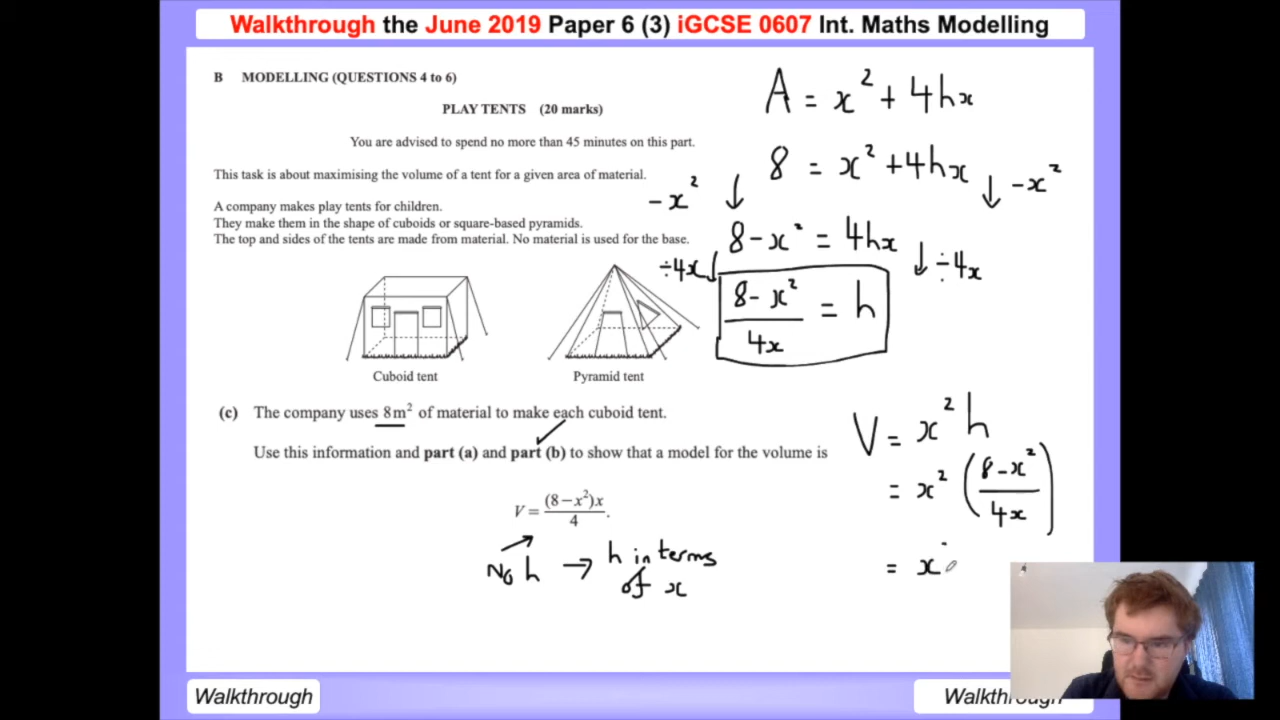 Walkthrough the June 2019 Paper 6 (3) iGCSE 0607 Int. Maths Modelling
B MODELLING (QUESTIONS 4 to 6)
PLAY TENTS (20 marks)
You are advised to spend no more than 45 minutes on this part.
This task is about maximising the volume of a tent for a given area of material.
A company makes play tents for children.
They make them in the shape of cuboids or square-based pyramids.
The top and sides of the tents are made from material. No material is used for the base.
Cuboid tent
Pyramid tent
(c) The company uses 8 m² of material to make each cuboid tent.
Use this information and part (a) and part (b) to show that a model for the volume is
V = (8−x²)x / 4 .
No h → h in terms
of x
A = x² + 4hx
8 = x² + 4hx
−x² ↓ ↓ −x²
8 − x² = 4hx
÷4x ↓ ↓ ÷4x
8 − x² / 4x = h
V = x² h
= x² (8 − x² / 4x)
= x
Walkthrough
Walkthrough